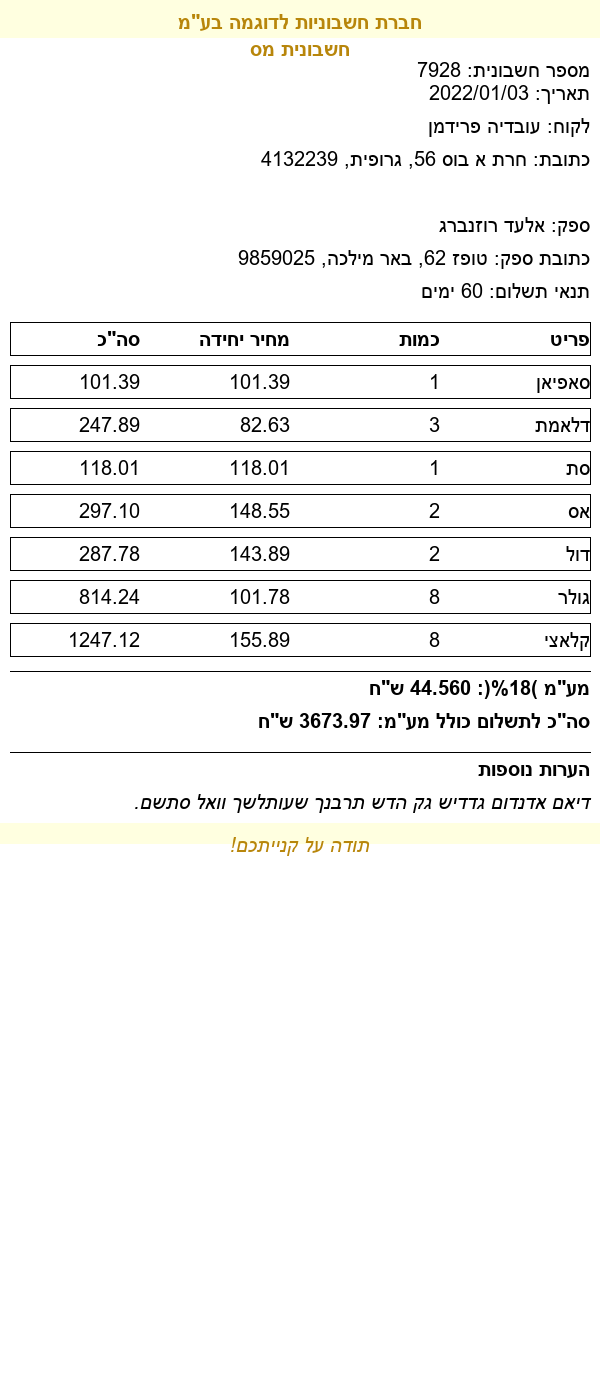 חברת חשבוניות לדוגמה בע"מ
חשבונית מס
מספר חשבונית: 7928
תאריך: 2022/01/03
לקוח: עובדיה פרידמן
כתובת: חרת א בוס 56, גרופית, 4132239
ספק: אלעד רוזנברג
כתובת ספק: טופז 62, באר מילכה, 9859025
תנאי תשלום: 60 ימים
פריט כמות מחיר יחידה סה"כ
סאפיאן 1 101.39 101.39
דלאמת 3 82.63 247.89
סת 1 118.01 118.01
אס 2 148.55 297.10
דול 2 143.89 287.78
גולר 8 101.78 814.24
קלאצי 8 155.89 1247.12
מע"מ )18%(: 44.560 ש"ח
סה"כ לתשלום כולל מע"מ: 3673.97 ש"ח
הערות נוספות
דיאם אדנדום גדדיש גק הדש תרבנך שעותלשך וואל סתשם.
תודה על קנייתכם!